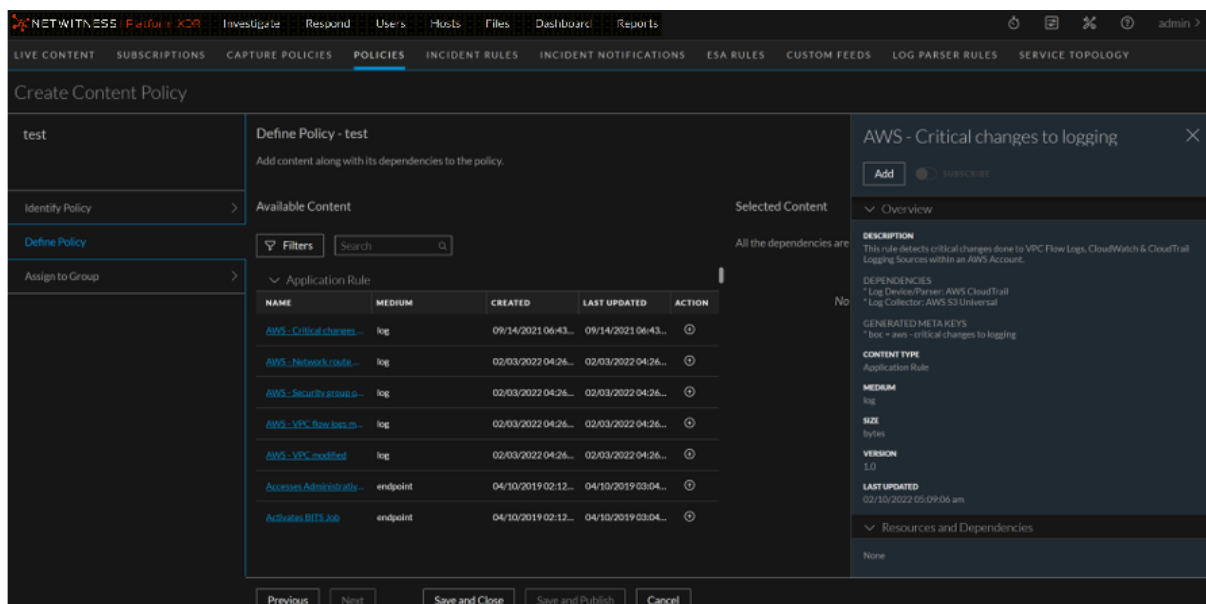 NETWITNESS Platform XDR Investigate Respond Users Hosts Files Dashboard Reports admin >
LIVE CONTENT SUBSCRIPTIONS CAPTURE POLICIES POLICIES INCIDENT RULES INCIDENT NOTIFICATIONS ESA RULES CUSTOM FEEDS LOG PARSER RULES SERVICE TOPOLOGY
Create Content Policy
test
Identify Policy
Define Policy
Assign to Group
Define Policy - test
Add content along with its dependencies to the policy.
Available Content
Filters Search
Application Rule
NAME MEDIUM CREATED LAST UPDATED ACTION
AWS - Critical changes ... log 09/14/2021 06:43... 09/14/2021 06:43...
AWS - Network route ... log 02/03/2022 04:26... 02/03/2022 04:26...
AWS - Security group o... log 02/03/2022 04:26... 02/03/2022 04:26...
AWS - VPC flow logs m... log 02/03/2022 04:26... 02/03/2022 04:26...
AWS - VPC modified log 02/03/2022 04:26... 02/03/2022 04:26...
Accesses Administrativ... endpoint 04/10/2019 02:12... 04/10/2019 03:04...
Activates BITS Job endpoint 04/10/2019 02:12... 04/10/2019 03:04...
Selected Content
All the dependencies are
No
AWS - Critical changes to logging
Add SUBSCRIBE
Overview
DESCRIPTION
This rule detects critical changes done to VPC Flow Logs, CloudWatch & CloudTrail
Logging Sources within an AWS Account.
DEPENDENCIES
* Log Device/Parser: AWS CloudTrail
* Log Collector: AWS S3 Universal
GENERATED META KEYS
* boc = aws - critical changes to logging
CONTENT TYPE
Application Rule
MEDIUM
log
SIZE
bytes
VERSION
1.0
LAST UPDATED
02/10/2022 05:09:06 am
Resources and Dependencies
None
Previous Next Save and Close Save and Publish Cancel